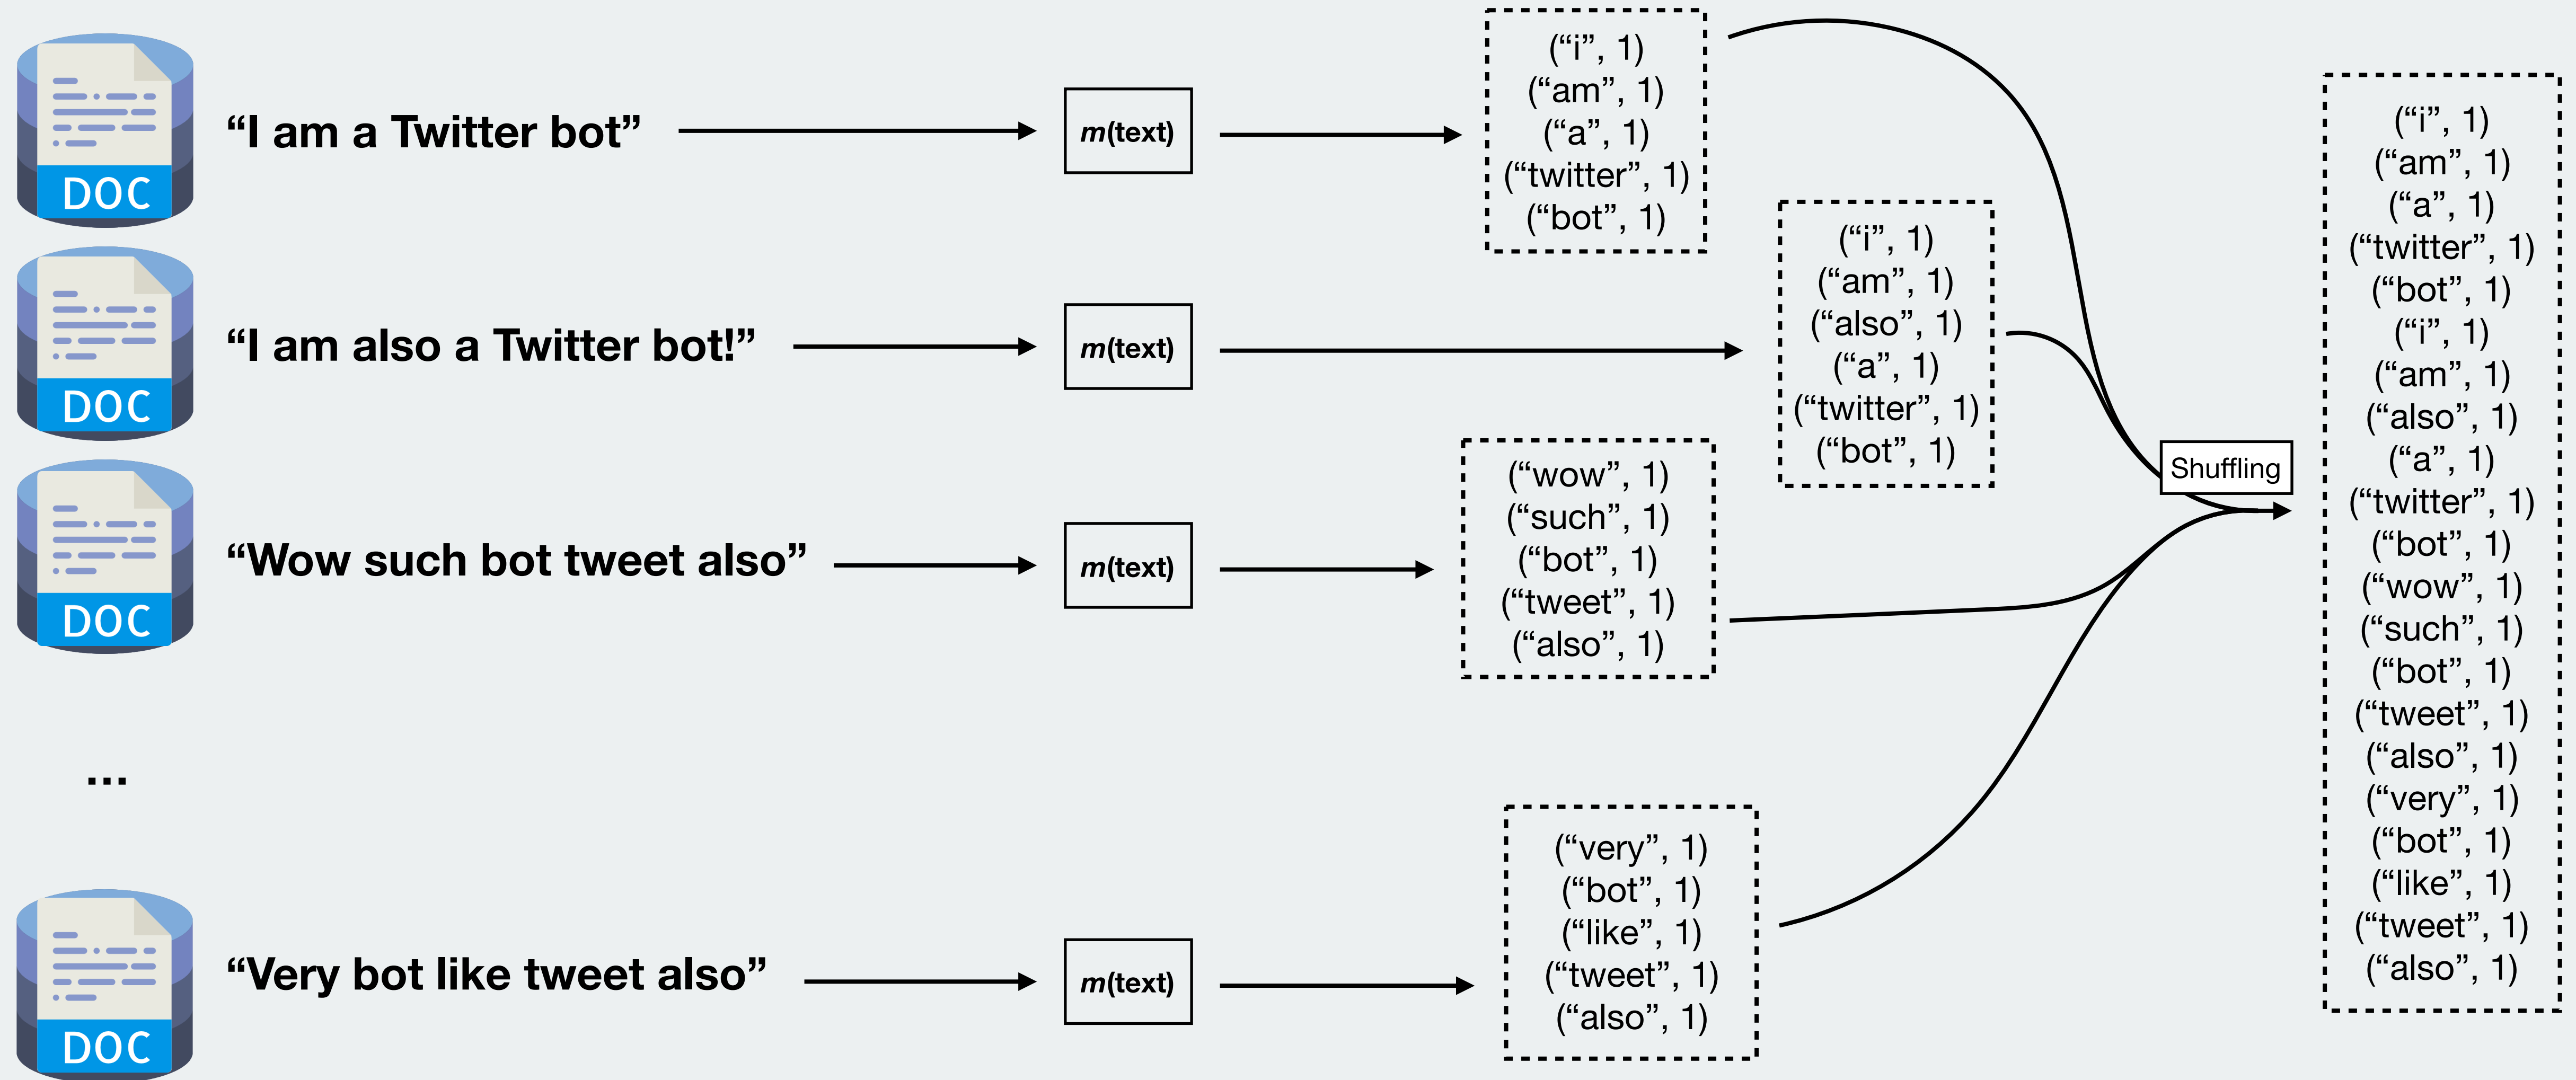 DOC
“I am a Twitter bot”
m(text)
(“i”, 1)
(“am”, 1)
(“a”, 1)
(“twitter”, 1)
(“bot”, 1)
DOC
“I am also a Twitter bot!”
m(text)
(“i”, 1)
(“am”, 1)
(“also”, 1)
(“a”, 1)
(“twitter”, 1)
(“bot”, 1)
DOC
“Wow such bot tweet also”
m(text)
(“wow”, 1)
(“such”, 1)
(“bot”, 1)
(“tweet”, 1)
(“also”, 1)
...
DOC
“Very bot like tweet also”
m(text)
(“very”, 1)
(“bot”, 1)
(“like”, 1)
(“tweet”, 1)
(“also”, 1)
Shuffling
(“i”, 1)
(“am”, 1)
(“a”, 1)
(“twitter”, 1)
(“bot”, 1)
(“i”, 1)
(“am”, 1)
(“also”, 1)
(“a”, 1)
(“twitter”, 1)
(“bot”, 1)
(“wow”, 1)
(“such”, 1)
(“bot”, 1)
(“tweet”, 1)
(“also”, 1)
(“very”, 1)
(“bot”, 1)
(“like”, 1)
(“tweet”, 1)
(“also”, 1)